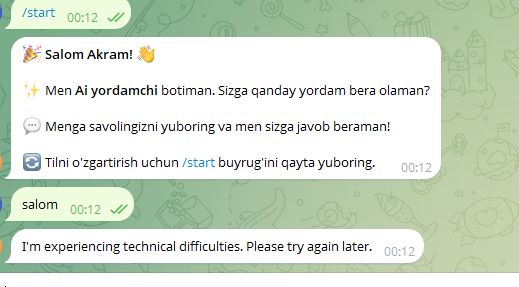 /start 00:12
🎉 Salom Akram! 👋
✨ Men Ai yordamchi botiman. Sizga qanday yordam bera olaman?
💬 Menga savolingizni yuboring va men sizga javob beraman!
🔄 Tilni o'zgartirish uchun /start buyrug'ini qayta yuboring. 00:12
salom 00:12
I'm experiencing technical difficulties. Please try again later. 00:12